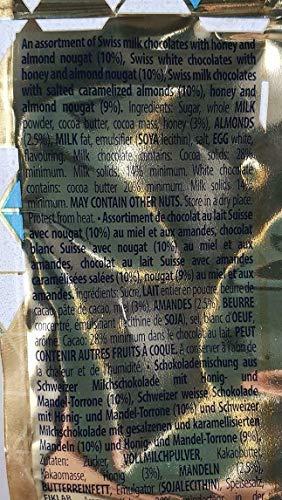 An assortment of Swiss milk chocolates with honey and
almond nougat (10%), Swiss white chocolates with
honey and almond nougat (10%), Swiss milk chocolates
with salted caramelized almonds (10%), honey and
almond nougat (9%). Ingredients: Sugar, whole MILK
powder, cocoa butter, cocoa mass, honey (3%), ALMONDS
(2.5%), MILK fat, emulsifier (SOYA lecithin), salt, EGG white,
flavouring. Milk chocolate contains: Cocoa solids: 28%
minimum. Milk solids: 14% minimum. White chocolate
contains: cocoa butter 20% minimum. Milk solids 14%
minimum. MAY CONTAIN OTHER NUTS. Store in a dry place.
Protect from heat. • Assortiment de chocolat au lait Suisse
avec nougat (10%) au miel et aux amandes, chocolat
blanc Suisse avec nougat (10%) au miel et aux
amandes, chocolat au lait Suisse avec amandes
caramélisées salées (10%), nougat (9%) au miel et aux
amandes. Ingrédients: Sucre, LAIT entier en poudre, beurre de
cacao, pâte de cacao, miel (3%), AMANDES (2.5%), BEURRE
concentré, émulsifiant (lécithine de SOJA), sel, blanc d'OEUF,
arôme. Cacao: 28% minimum dans le chocolat au lait. PEUT
CONTENIR AUTRES FRUITS À COQUE. À conserver à l'abri
de la chaleur et de l'humidité. • Schokoladenmischung aus
Schweizer Milchschokolade mit Honig- und
Mandel-Torrone (10%), Schweizer weisse Schokolade
mit Honig- und Mandel-Torrone (10%) und Schweizer
Milchschokolade mit gesalzenen und karamellisierten
Mandeln (10%) und Honig- und Mandel-Torrone (9%).
Zutaten: Zucker, VOLLMILCHPULVER, Kakaobutter,
Kakaomasse, Honig (3%), MANDELN (2.5%),
BUTTERREINFETT, Emulgator (SOJALECITHIN), Speisesalz,